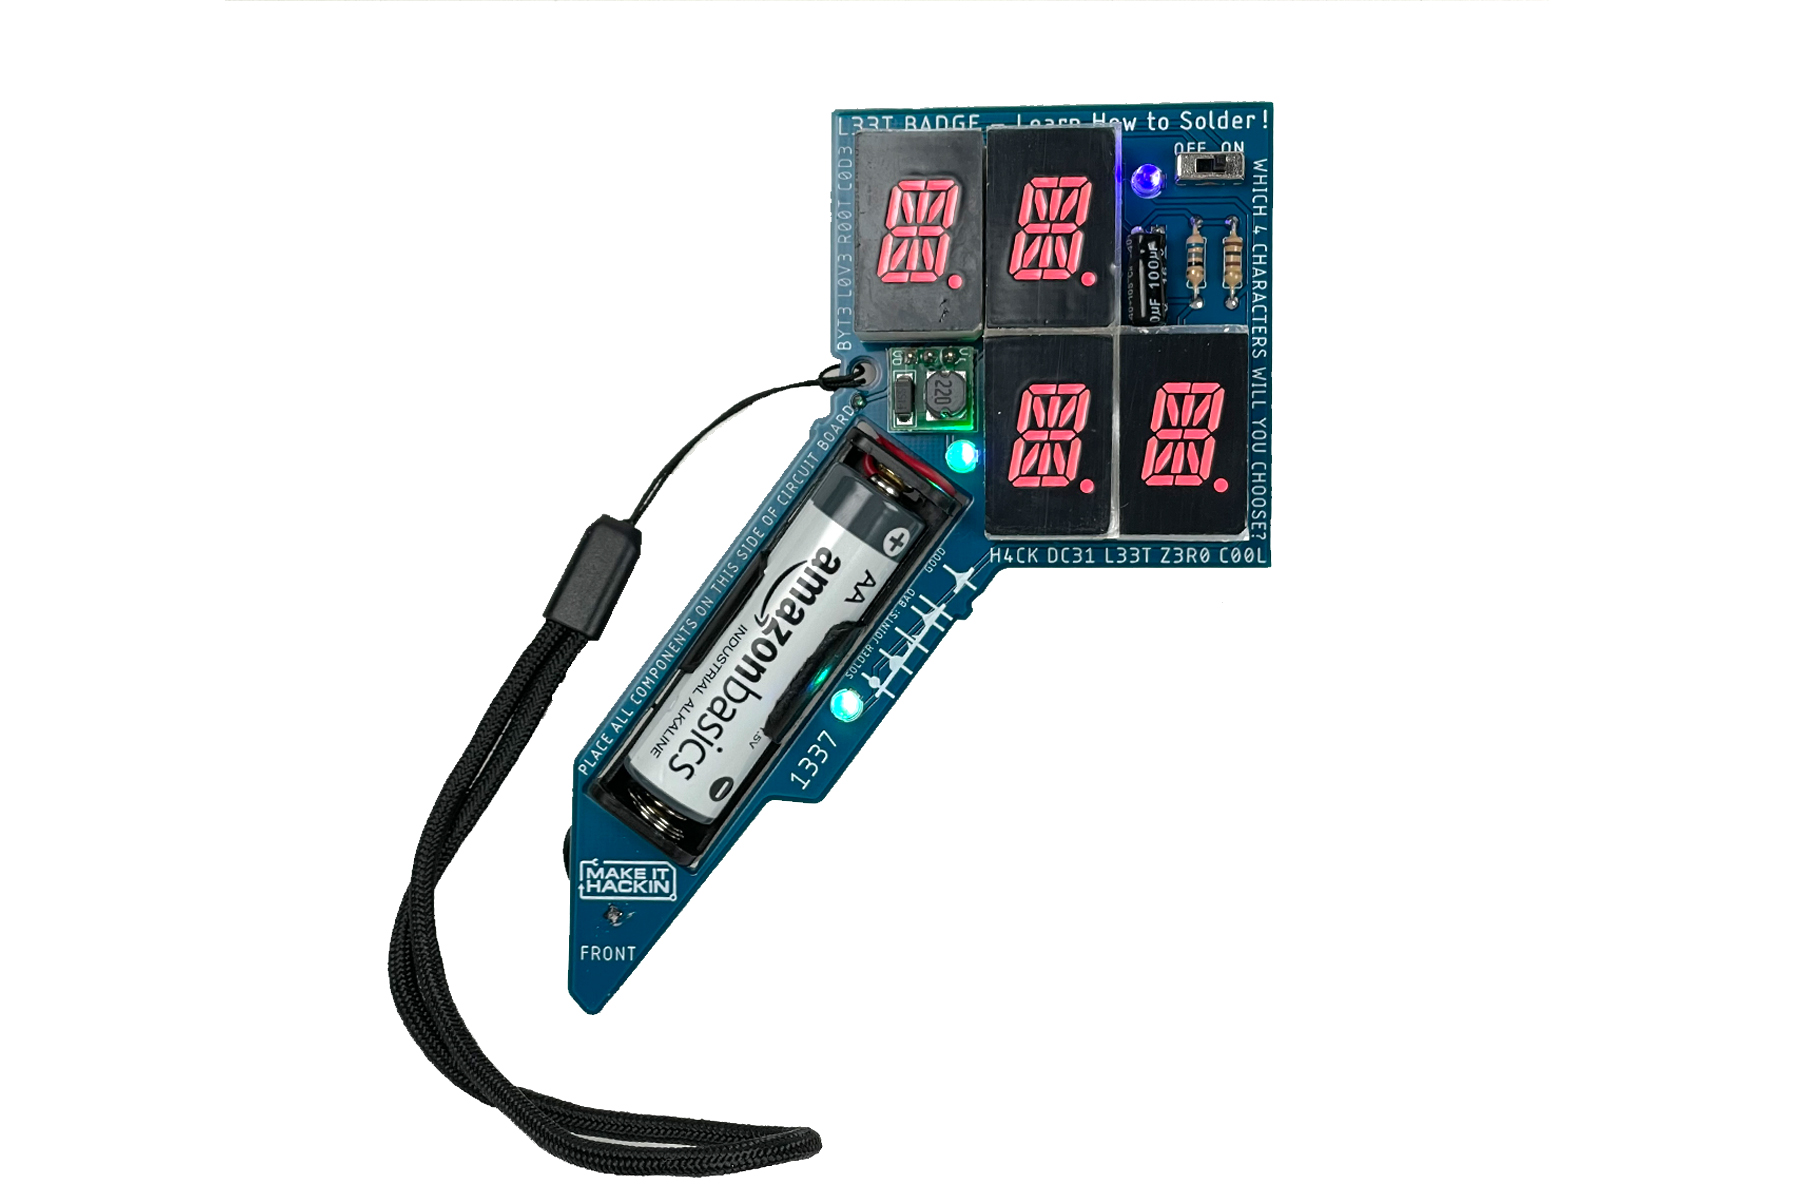 L33T BADGE – Learn How to Solder!
OFF ON
BYT3 L0V3 R00T C0D3
WHICH 4 CHARACTERS WILL YOU CHOOSE?
100µF
220
H4CK DC31 L33T Z3R0 C00L
PLACE ALL COMPONENTS ON THIS SIDE OF CIRCUIT BOARD
+
AA
amazonbasics
INDUSTRIAL ALKALINE
1.5V
SOLDER JOINTS: BAD
GOOD
1337
MAKE IT
HACKIN
FRONT